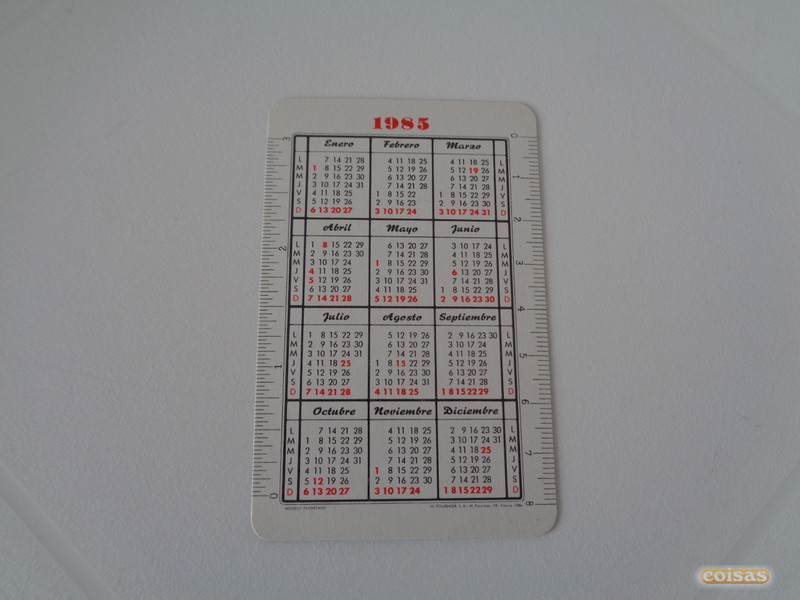 1985
Enero Febrero Marzo
L 7 14 21 28 4 11 18 25 4 11 18 25 L
M 1 8 15 22 29 5 12 19 26 5 12 19 26 M
M 2 9 16 23 30 6 13 20 27 6 13 20 27 M
J 3 10 17 24 31 7 14 21 28 7 14 21 28 J
V 4 11 18 25 1 8 15 22 1 8 15 22 29 V
S 5 12 19 26 2 9 16 23 2 9 16 23 30 S
D 6 13 20 27 3 10 17 24 3 10 17 24 31 D
Abril Mayo Junio
L 1 8 15 22 29 6 13 20 27 3 10 17 24 L
M 2 9 16 23 30 7 14 21 28 4 11 18 25 M
M 3 10 17 24 1 8 15 22 29 5 12 19 26 M
J 4 11 18 25 2 9 16 23 30 6 13 20 27 J
V 5 12 19 26 3 10 17 24 31 7 14 21 28 V
S 6 13 20 27 4 11 18 25 1 8 15 22 29 S
D 7 14 21 28 5 12 19 26 2 9 16 23 30 D
Julio Agosto Septiembre
L 1 8 15 22 29 5 12 19 26 2 9 16 23 30 L
M 2 9 16 23 30 6 13 20 27 3 10 17 24 M
M 3 10 17 24 31 7 14 21 28 4 11 18 25 M
J 4 11 18 25 1 8 15 22 29 5 12 19 26 J
V 5 12 19 26 2 9 16 23 30 6 13 20 27 V
S 6 13 20 27 3 10 17 24 31 7 14 21 28 S
D 7 14 21 28 4 11 18 25 1 8 15 22 29 D
Octubre Noviembre Diciembre
L 7 14 21 28 4 11 18 25 2 9 16 23 30 L
M 1 8 15 22 29 5 12 19 26 3 10 17 24 31 M
M 2 9 16 23 30 6 13 20 27 4 11 18 25 M
J 3 10 17 24 31 7 14 21 28 5 12 19 26 J
V 4 11 18 25 1 8 15 22 29 6 13 20 27 V
S 5 12 19 26 2 9 16 23 30 7 14 21 28 S
D 6 13 20 27 3 10 17 24 1 8 15 22 29 D
MODELO PATENTADO H. FOURNIER, S. A.
3
2
1
0
0
1
2
3
4
5
6
7
8
coisas